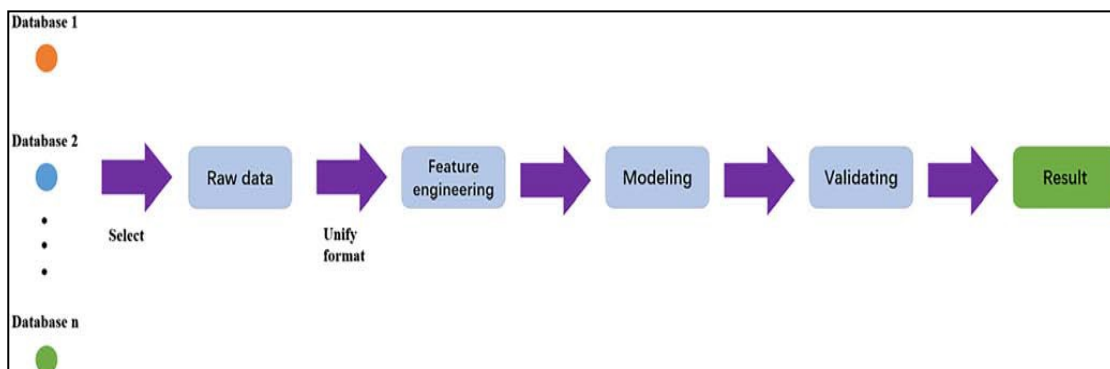 Database 1
Database 2
Database n
Select
Raw data
Unify
format
Feature
engineering
Modeling
Validating
Result